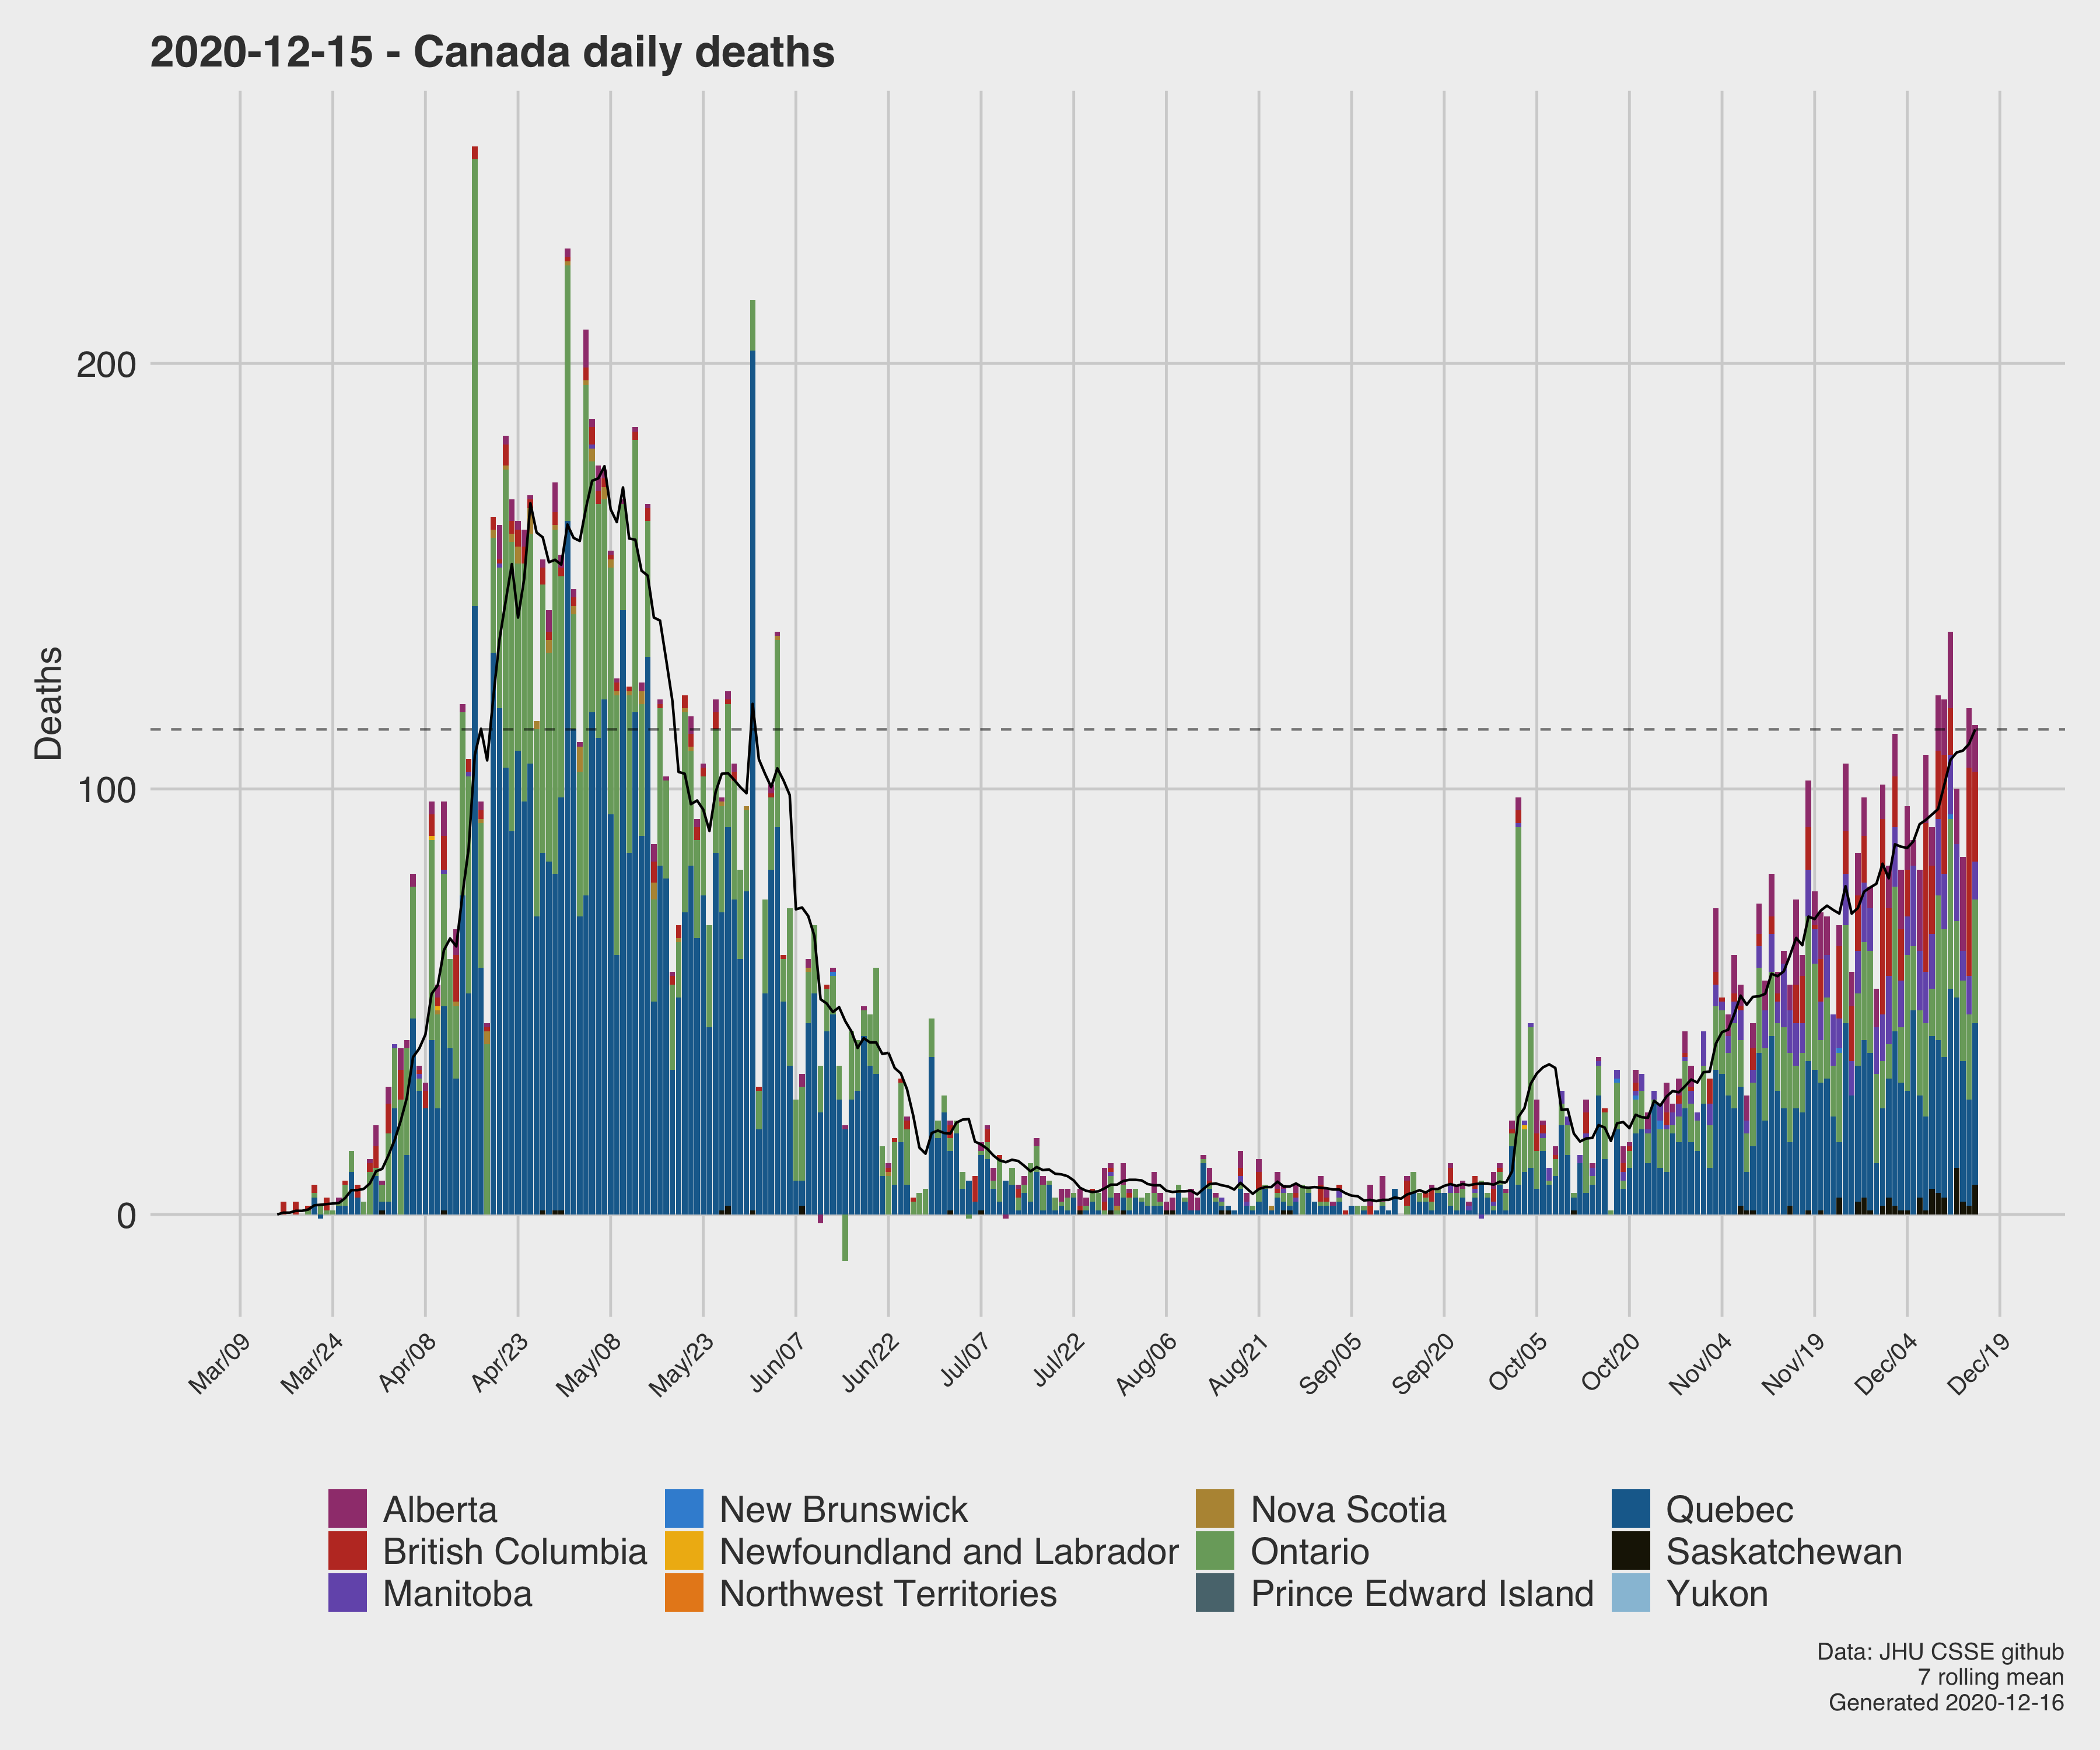 2020-12-15 - Canada daily deaths
Deaths
200
100
0
Mar/09
Mar/24
Apr/08
Apr/23
May/08
May/23
Jun/07
Jun/22
Jul/07
Jul/22
Aug/06
Aug/21
Sep/05
Sep/20
Oct/05
Oct/20
Nov/04
Nov/19
Dec/04
Dec/19
Alberta
New Brunswick
Nova Scotia
Quebec
British Columbia
Newfoundland and Labrador
Ontario
Saskatchewan
Manitoba
Northwest Territories
Prince Edward Island
Yukon
Data: JHU CSSE github
7 rolling mean
Generated 2020-12-16